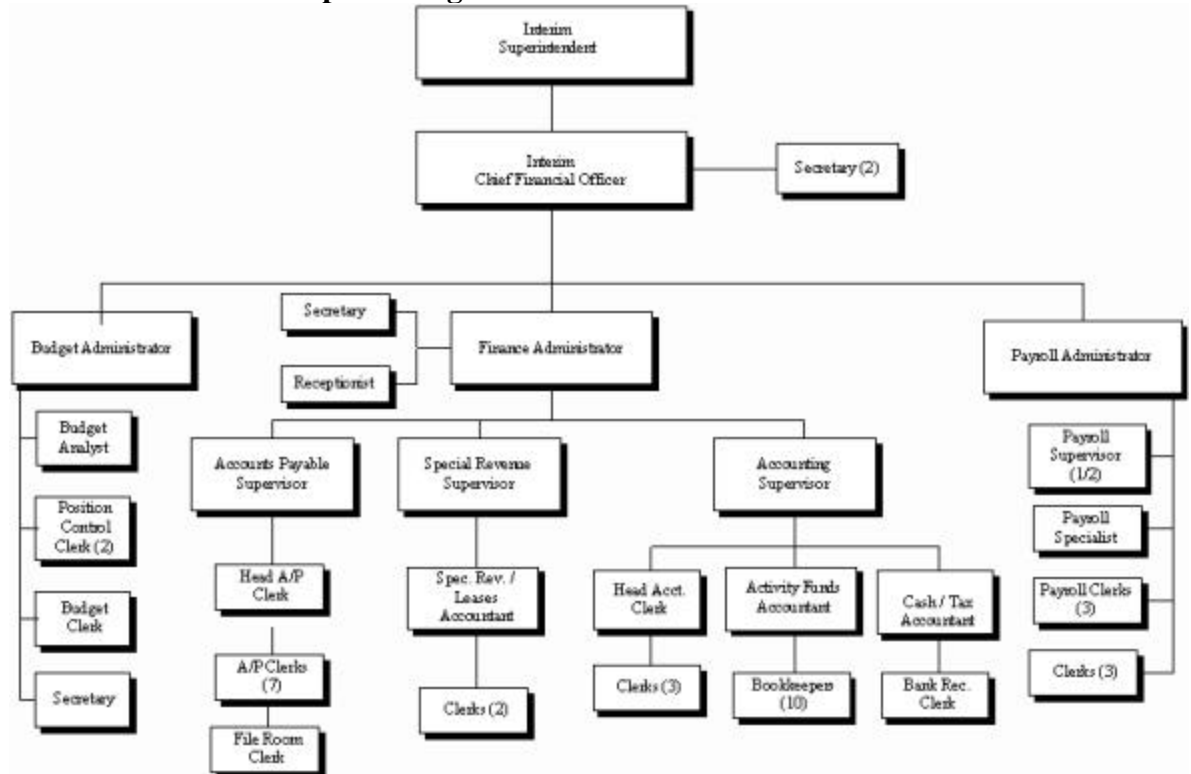 Interim
Superintendent
Interim
Chief Financial Officer
Secretary (2)
Budget Administrator
Secretary
Receptionist
Finance Administrator
Payroll Administrator
Budget
Analyst
Position
Control
Clerk (2)
Budget
Clerk
Secretary
Accounts Payable
Supervisor
Head A/P
Clerk
A/P Clerks
(7)
File Room
Clerk
Special Revenue
Supervisor
Spec. Rev. /
Leases
Accountant
Clerks (2)
Accounting
Supervisor
Head Acct.
Clerk
Clerks (3)
Activity Funds
Accountant
Bookkeepers
(10)
Cash / Tax
Accountant
Bank Rec.
Clerk
Payroll
Supervisor
(1/2)
Payroll
Specialist
Payroll Clerks
(3)
Clerks (3)